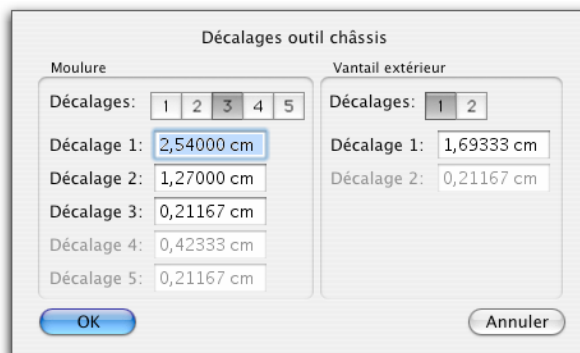 Décalages outil châssis
Moulure
Décalages: 1 2 3 4 5
Décalage 1: 2,54000 cm
Décalage 2: 1,27000 cm
Décalage 3: 0,21167 cm
Décalage 4: 0,42333 cm
Décalage 5: 0,21167 cm
Vantail extérieur
Décalages: 1 2
Décalage 1: 1,69333 cm
Décalage 2: 0,21167 cm
OK
Annuler